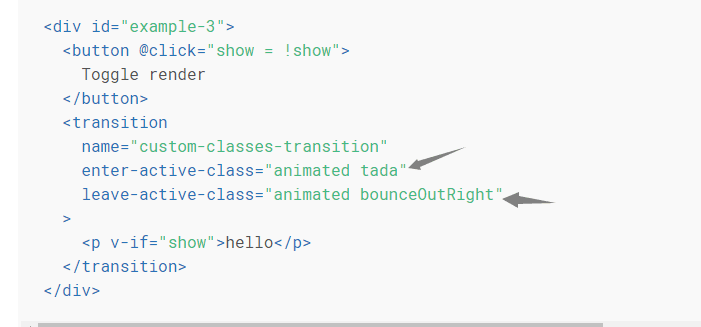 <div id="example-3">
<button @click="show = !show">
Toggle render
</button>
<transition
name="custom-classes-transition"
enter-active-class="animated tada"
leave-active-class="animated bounceOutRight"
>
<p v-if="show">hello</p>
</transition>
</div>